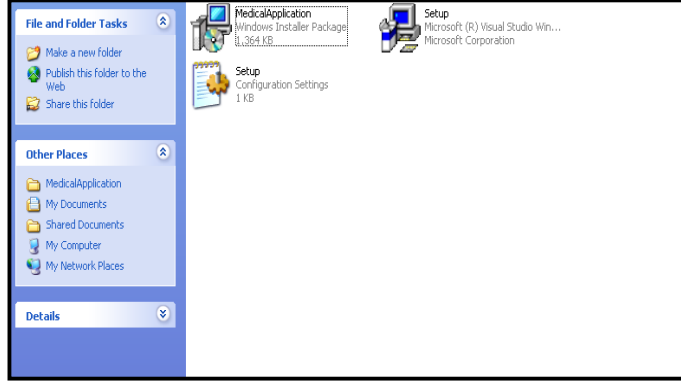 File and Folder Tasks
Make a new folder
Publish this folder to the
Web
Share this folder
Other Places
MedicalApplication
My Documents
Shared Documents
My Computer
My Network Places
Details
MedicalApplication
Windows Installer Package
1,364 KB
Setup
Microsoft (R) Visual Studio Win...
Microsoft Corporation
Setup
Configuration Settings
1 KB